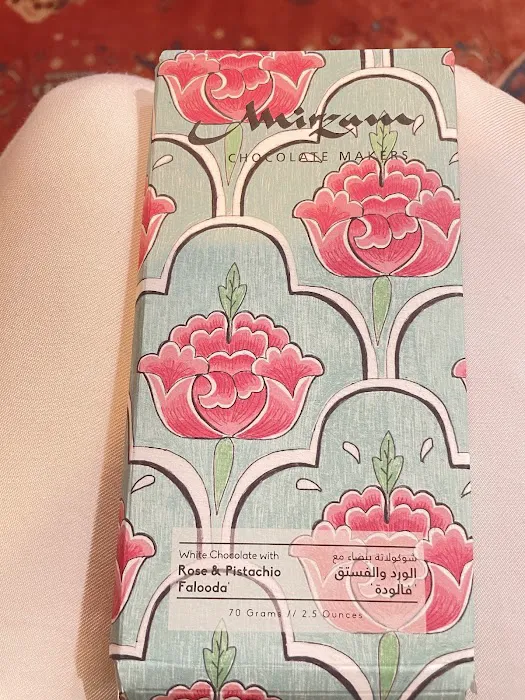 Mirzam
CHOCOLATE MAKERS
White Chocolate with
Rose & Pistachio
Falooda'
شوكولاتة بيضاء مع
الورد والفستق
'فالودة'
70 Grams // 2.5 Ounces